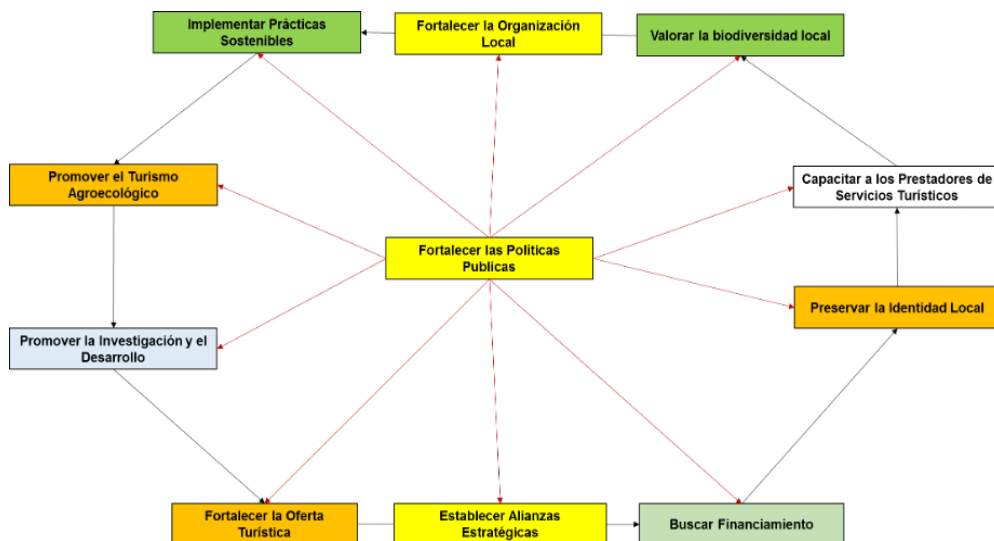 Implementar Prácticas
Sostenibles
Fortalecer la Organización
Local
Valorar la biodiversidad local
Promover el Turismo
Agroecológico
Capacitar a los Prestadores de
Servicios Turísticos
Fortalecer las Políticas
Publicas
Preservar la Identidad Local
Promover la Investigación y el
Desarrollo
Fortalecer la Oferta
Turística
Establecer Alianzas
Estratégicas
Buscar Financiamiento